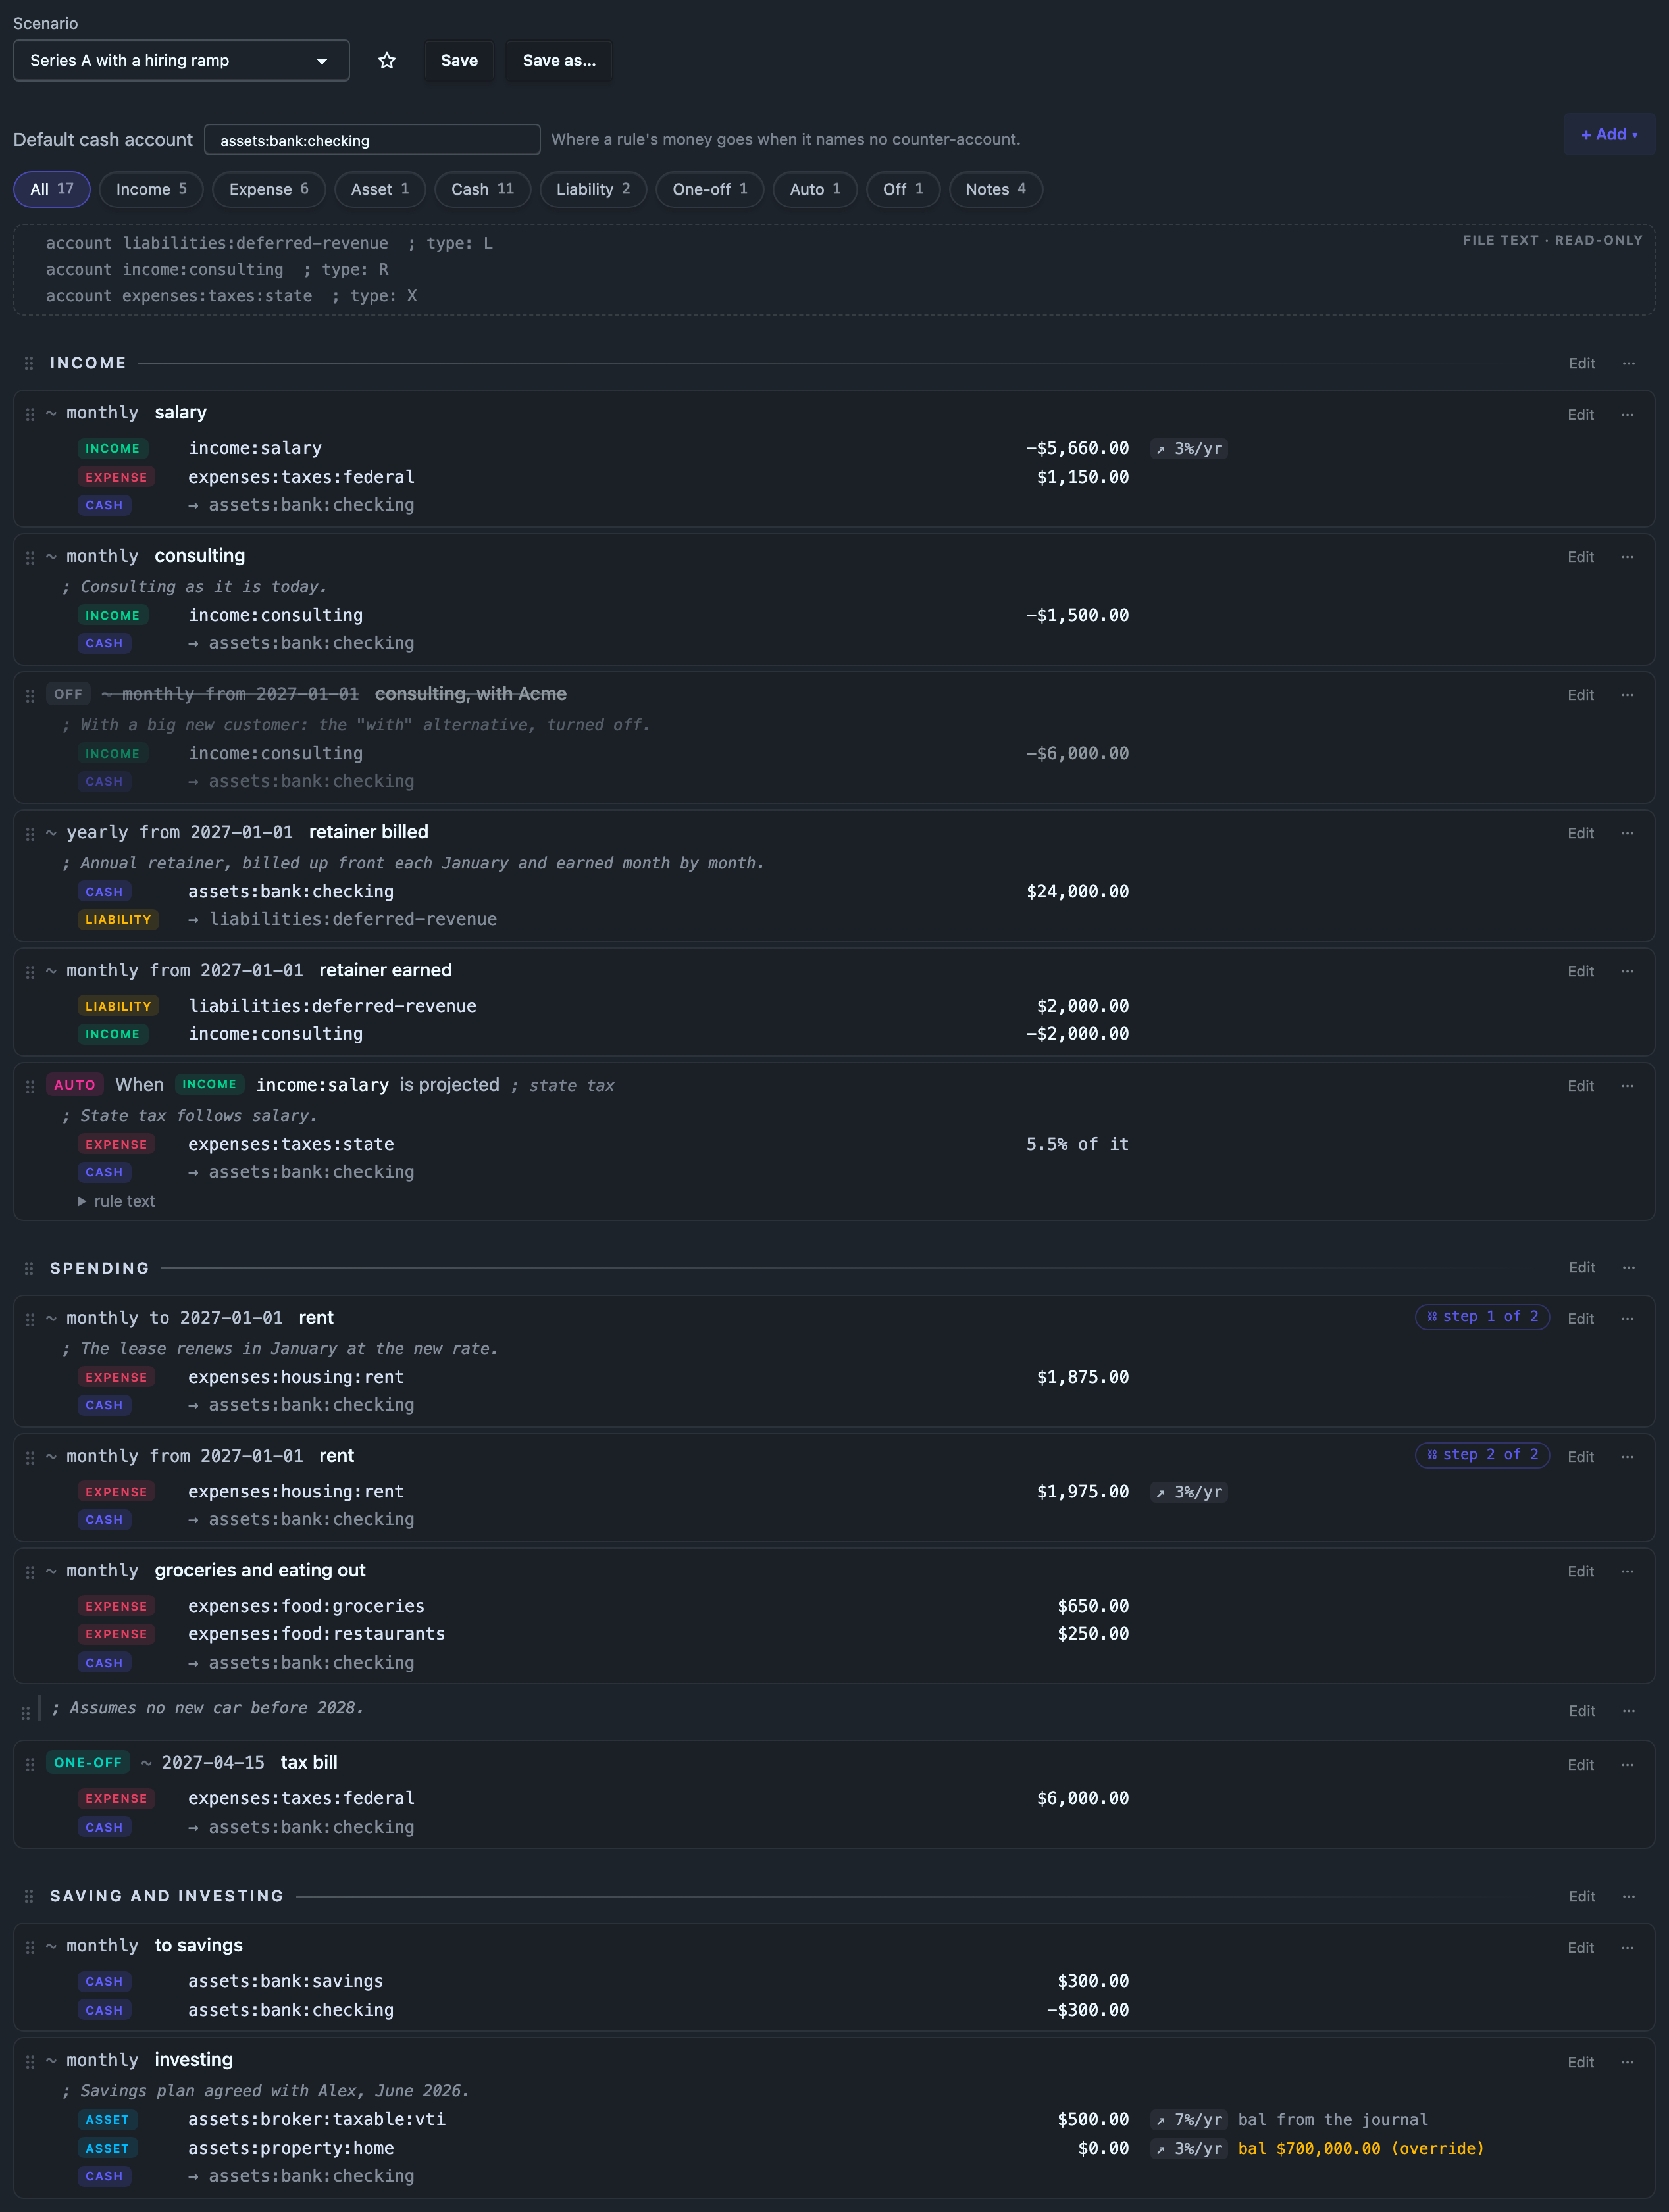 Scenario
Series A with a hiring ramp
Save
Save as...
Default cash account assets:bank:checking Where a rule's money goes when it names no counter-account.
+ Add ▾
All 17 Income 5 Expense 6 Asset 1 Cash 11 Liability 2 One-off 1 Auto 1 Off 1 Notes 4
account liabilities:deferred-revenue ; type: L FILE TEXT · READ-ONLY
account income:consulting ; type: R
account expenses:taxes:state ; type: X
INCOME Edit ...
~ monthly salary Edit ...
INCOME income:salary −$5,660.00 ↗ 3%/yr
EXPENSE expenses:taxes:federal $1,150.00
CASH → assets:bank:checking
~ monthly consulting Edit ...
; Consulting as it is today.
INCOME income:consulting −$1,500.00
CASH → assets:bank:checking
OFF ~ monthly from 2027-01-01 consulting, with Acme Edit ...
; With a big new customer: the "with" alternative, turned off.
INCOME income:consulting −$6,000.00
CASH → assets:bank:checking
~ yearly from 2027-01-01 retainer billed Edit ...
; Annual retainer, billed up front each January and earned month by month.
CASH assets:bank:checking $24,000.00
LIABILITY → liabilities:deferred-revenue
~ monthly from 2027-01-01 retainer earned Edit ...
LIABILITY liabilities:deferred-revenue $2,000.00
INCOME income:consulting −$2,000.00
AUTO When INCOME income:salary is projected ; state tax Edit ...
; State tax follows salary.
EXPENSE expenses:taxes:state 5.5% of it
CASH → assets:bank:checking
▶ rule text
SPENDING Edit ...
~ monthly to 2027-01-01 rent step 1 of 2 Edit ...
; The lease renews in January at the new rate.
EXPENSE expenses:housing:rent $1,875.00
CASH → assets:bank:checking
~ monthly from 2027-01-01 rent step 2 of 2 Edit ...
EXPENSE expenses:housing:rent $1,975.00 ↗ 3%/yr
CASH → assets:bank:checking
~ monthly groceries and eating out Edit ...
EXPENSE expenses:food:groceries $650.00
EXPENSE expenses:food:restaurants $250.00
CASH → assets:bank:checking
; Assumes no new car before 2028. Edit ...
ONE-OFF ~ 2027-04-15 tax bill Edit ...
EXPENSE expenses:taxes:federal $6,000.00
CASH → assets:bank:checking
SAVING AND INVESTING Edit ...
~ monthly to savings Edit ...
CASH assets:bank:savings $300.00
CASH assets:bank:checking −$300.00
~ monthly investing Edit ...
; Savings plan agreed with Alex, June 2026.
ASSET assets:broker:taxable:vti $500.00 ↗ 7%/yr bal from the journal
ASSET assets:property:home $0.00 ↗ 3%/yr bal $700,000.00 (override)
CASH → assets:bank:checking